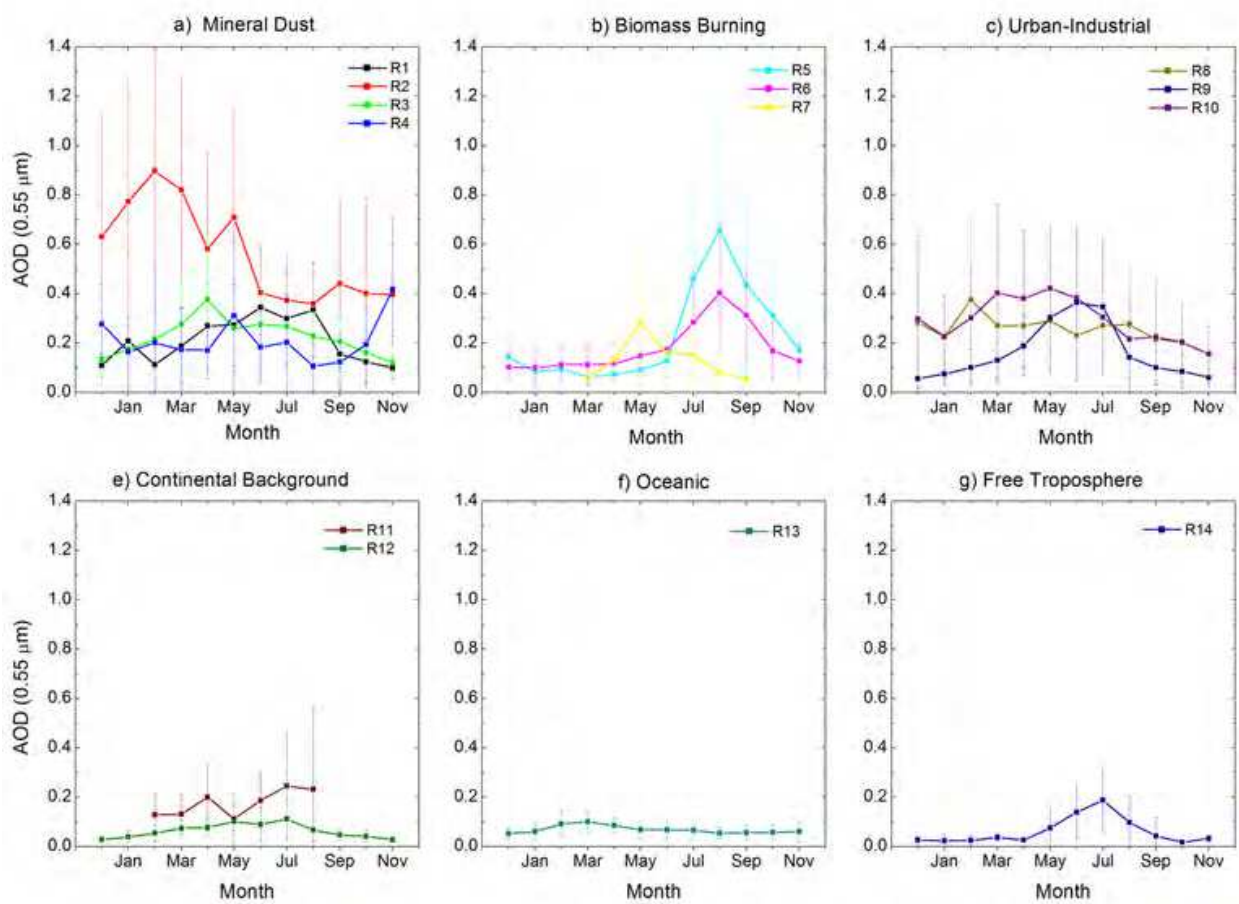 a) Mineral Dust
b) Biomass Burning
c) Urban-Industrial
1.4
1.2
1.0
0.8
0.6
0.4
0.2
0.0
AOD (0.55 μm)
R1
R2
R3
R4
Jan Mar May Jul Sep Nov
Month
1.4
1.2
1.0
0.8
0.6
0.4
0.2
0.0
R5
R6
R7
Jan Mar May Jul Sep Nov
Month
1.4
1.2
1.0
0.8
0.6
0.4
0.2
0.0
R8
R9
R10
Jan Mar May Jul Sep Nov
Month
e) Continental Background
f) Oceanic
g) Free Troposphere
1.4
1.2
1.0
0.8
0.6
0.4
0.2
0.0
AOD (0.55 μm)
R11
R12
Jan Mar May Jul Sep Nov
Month
1.4
1.2
1.0
0.8
0.6
0.4
0.2
0.0
R13
Jan Mar May Jul Sep Nov
Month
1.4
1.2
1.0
0.8
0.6
0.4
0.2
0.0
R14
Jan Mar May Jul Sep Nov
Month